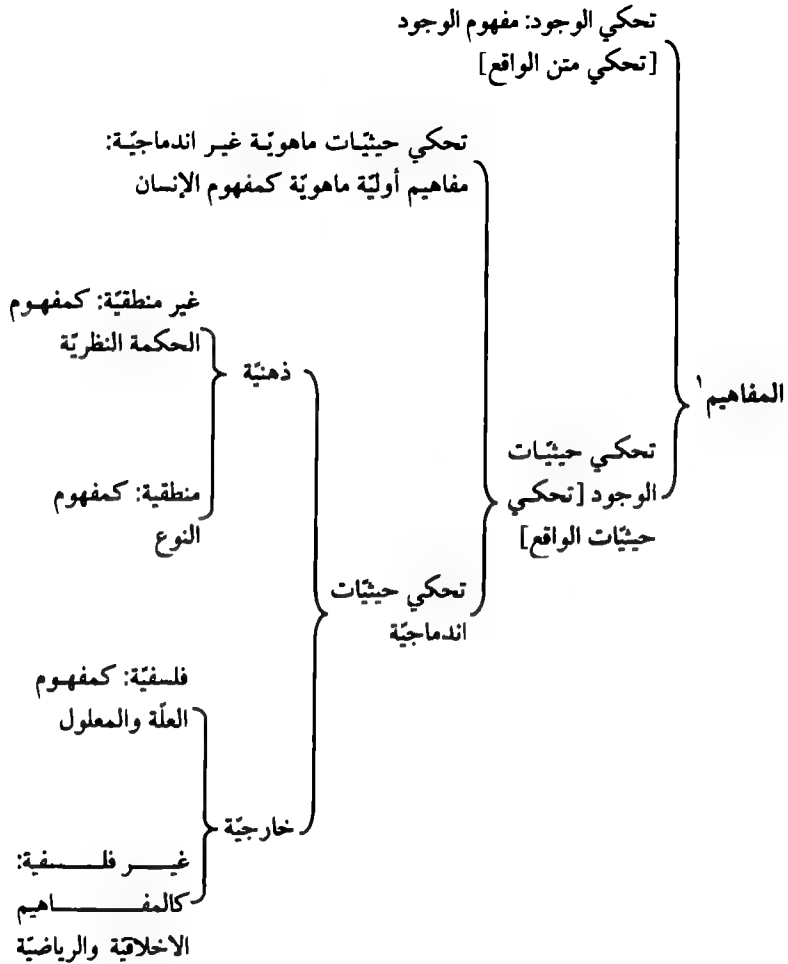 تحكي الوجود: مفهوم الوجود
[تحكي متن الواقع]
تحكي حيثيّات ماهويّة غير اندماجيّة:
مفاهيم أوليّة ماهويّة كمفهوم الإنسان
غير منطقيّة: كمفهوم
الحكمة النظريّة
ذهنيّة
المفاهيم١
تحكي حيثيّات
الوجود [تحكي
حيثيّات الواقع]
منطقية: كمفهوم
النوع
تحكي حيثيّات
اندماجيّة
فلسفيّة: كمفهوم
العلّة والمعلول
خارجيّة
غير فلسفية:
كالمفاهيم
الاخلاقيّة والرياضيّة